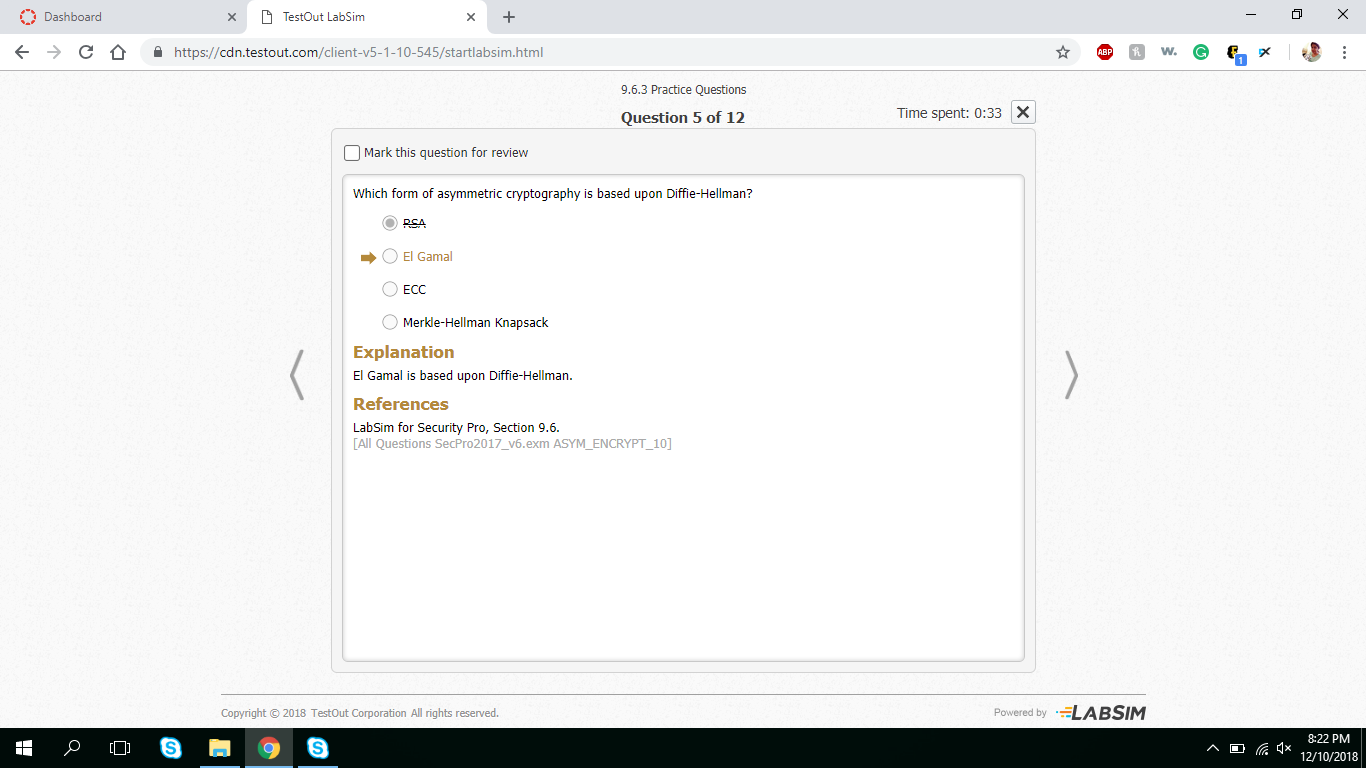 Dashboard
TestOut LabSim
https://cdn.testout.com/client-v5-1-10-545/startlabsim.html
ABP
w.
1
9.6.3 Practice Questions
Question 5 of 12
Time spent: 0:33
Mark this question for review
Which form of asymmetric cryptography is based upon Diffie-Hellman?
RSA
El Gamal
ECC
Merkle-Hellman Knapsack
Explanation
El Gamal is based upon Diffie-Hellman.
References
LabSim for Security Pro, Section 9.6.
[All Questions SecPro2017_v6.exm ASYM_ENCRYPT_10]
Copyright © 2018 TestOut Corporation All rights reserved.
Powered by LABSIM
8:22 PM
12/10/2018